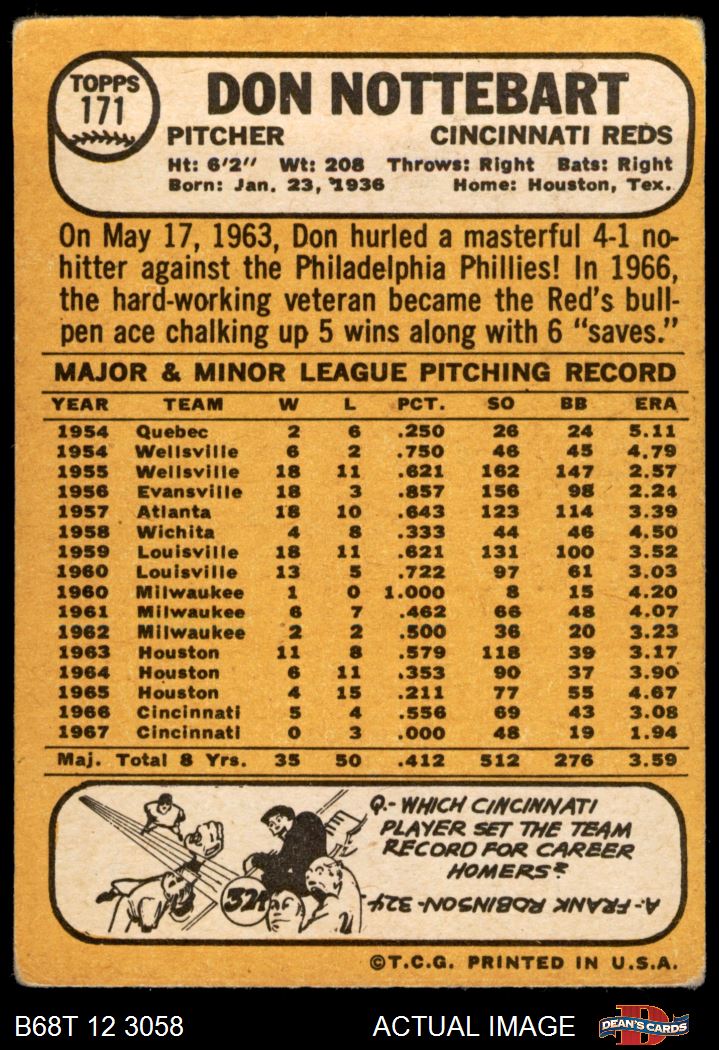 TOPPS
171
DON NOTTEBART
PITCHER CINCINNATI REDS
Ht: 6'2" Wt: 208 Throws: Right Bats: Right
Born: Jan. 23, 1936 Home: Houston, Tex.
On May 17, 1963, Don hurled a masterful 4-1 no-
hitter against the Philadelphia Phillies! In 1966,
the hard-working veteran became the Red's bull-
pen ace chalking up 5 wins along with 6 "saves."
MAJOR & MINOR LEAGUE PITCHING RECORD
YEAR TEAM W L PCT. SO BB ERA
1954 Quebec 2 6 .250 26 24 5.11
1954 Wellsville 6 2 .750 46 45 4.79
1955 Wellsville 18 11 .621 162 147 2.57
1956 Evansville 18 3 .857 156 98 2.24
1957 Atlanta 18 10 .643 123 114 3.39
1958 Wichita 4 8 .333 44 46 4.50
1959 Louisville 18 11 .621 131 100 3.52
1960 Louisville 13 5 .722 97 61 3.03
1960 Milwaukee 1 0 1.000 8 15 4.20
1961 Milwaukee 6 7 .462 66 48 4.07
1962 Milwaukee 2 2 .500 36 20 3.23
1963 Houston 11 8 .579 118 39 3.17
1964 Houston 6 11 .353 90 37 3.90
1965 Houston 4 15 .211 77 55 4.67
1966 Cincinnati 5 4 .556 69 43 3.08
1967 Cincinnati 0 3 .000 48 19 1.94
Maj. Total 8 Yrs. 35 50 .412 512 276 3.59
Q.- WHICH CINCINNATI
PLAYER SET THE TEAM
RECORD FOR CAREER
HOMERS?
A- FRANK ROBINSON-324
324
©T.C.G. PRINTED IN U.S.A.
B68T 12 3058 ACTUAL IMAGE
DEAN'S CARDS